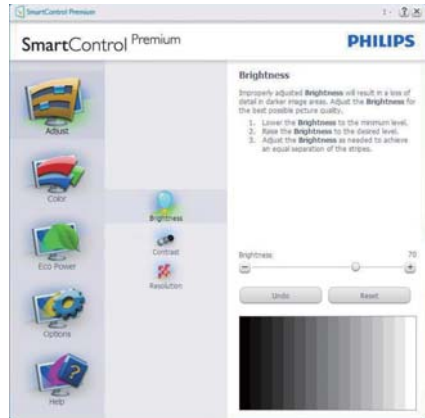 SmartControl Premium
SmartControl Premium
PHILIPS
Adjust
Color
Eco Power
Options
Help
Brightness
Contrast
Resolution
Brightness
Improperly adjusted Brightness will result in a loss of
detail in darker image areas. Adjust the Brightness for
the best possible picture quality.
1. Lower the Brightness to the minimum level.
2. Raise the Brightness to the desired level.
3. Adjust the Brightness as needed to achieve
an equal separation of the stripes.
Brightness: 70
Undo Reset